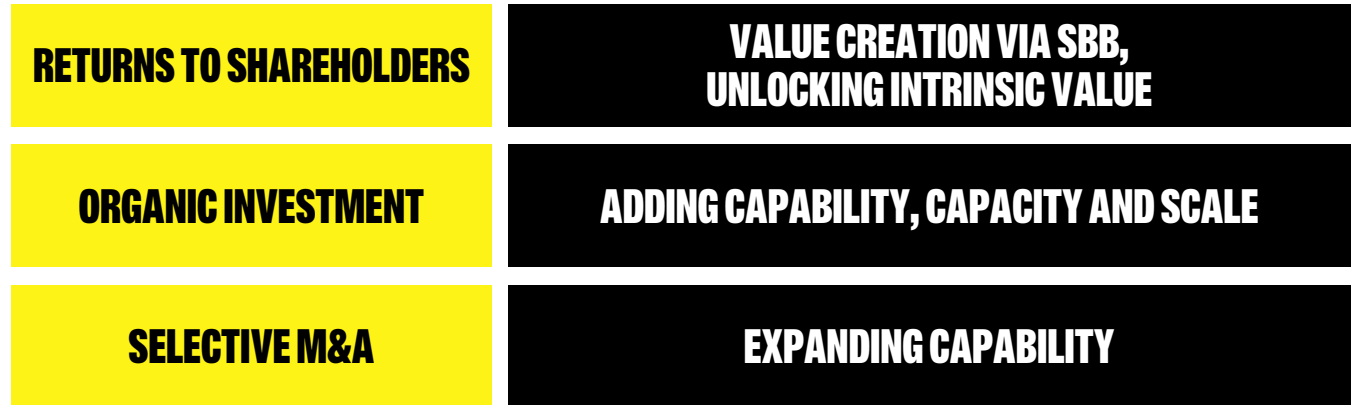 RETURNS TO SHAREHOLDERS
VALUE CREATION VIA SBB,
UNLOCKING INTRINSIC VALUE
ORGANIC INVESTMENT
ADDING CAPABILITY, CAPACITY AND SCALE
SELECTIVE M&A
EXPANDING CAPABILITY